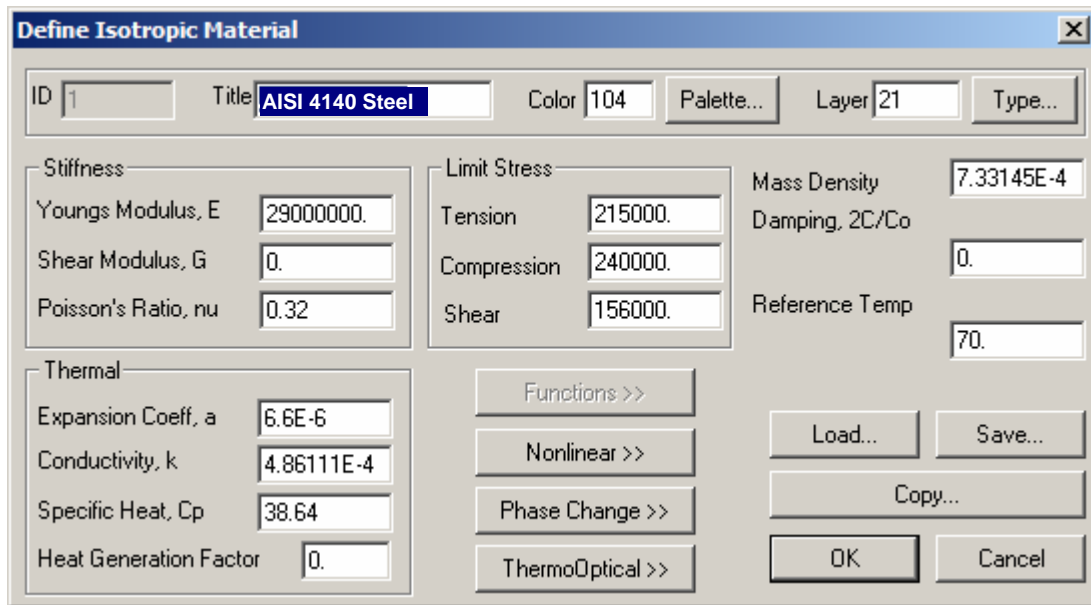 Define Isotropic Material
ID 1 Title AISI 4140 Steel Color 104 Palette... Layer 21 Type...
Stiffness
Youngs Modulus, E 29000000.
Shear Modulus, G 0.
Poisson's Ratio, nu 0.32
Limit Stress
Tension 215000.
Compression 240000.
Shear 156000.
Mass Density 7.33145E-4
Damping, 2C/Co
0.
Reference Temp
70.
Thermal
Expansion Coeff, a 6.6E-6
Conductivity, k 4.86111E-4
Specific Heat, Cp 38.64
Heat Generation Factor 0.
Functions >>
Nonlinear >>
Phase Change >>
ThermoOptical >>
Load... Save...
Copy...
OK Cancel